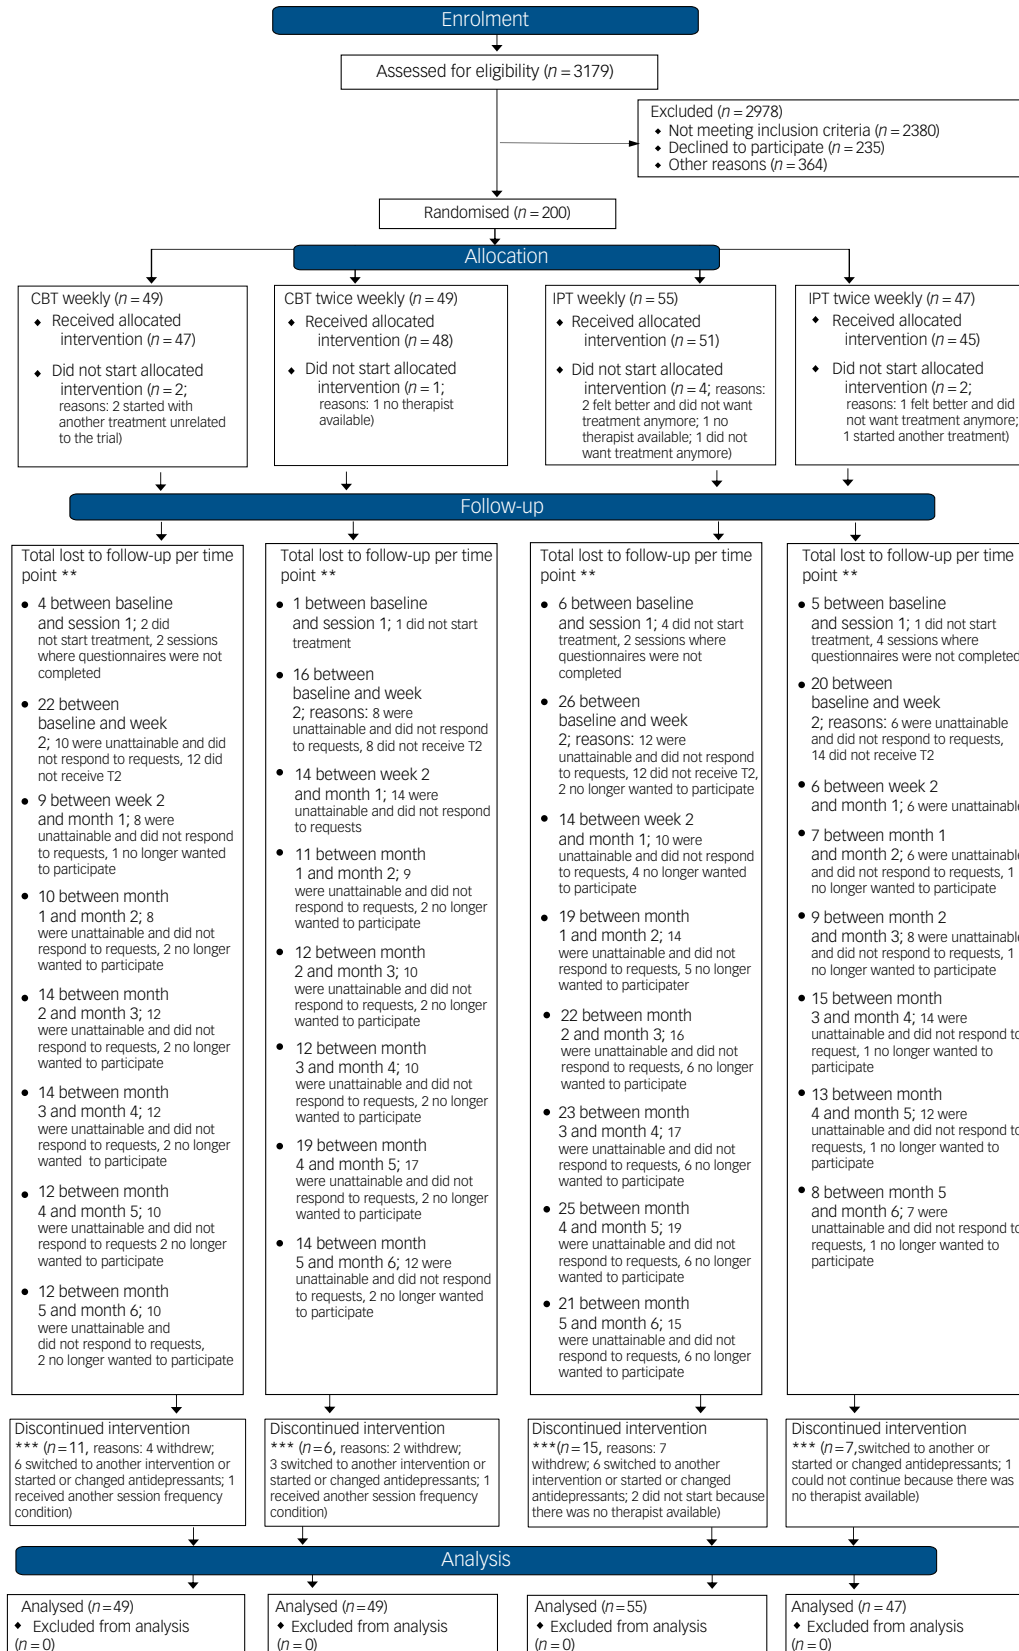 Enrolment
Assessed for eligibility (n = 3179)
Excluded (n = 2978)
◆ Not meeting inclusion criteria (n = 2380)
◆ Declined to participate (n = 235)
◆ Other reasons (n = 364)
Randomised (n = 200)
Allocation
CBT weekly (n = 49)
◆ Received allocated
intervention (n = 47)
◆ Did not start allocated
intervention (n = 2;
reasons: 2 started with
another treatment unrelated
to the trial)
CBT twice weekly (n = 49)
◆ Received allocated
intervention (n = 48)
◆ Did not start allocated
intervention (n = 1;
reasons: 1 no therapist
available)
IPT weekly (n = 55)
◆ Received allocated
intervention (n = 51)
◆ Did not start allocated
intervention (n = 4; reasons:
2 felt better and did not want
treatment anymore; 1 no
therapist available; 1 did not
want treatment anymore)
IPT twice weekly (n = 47)
◆ Received allocated
intervention (n = 45)
◆ Did not start allocated
intervention (n = 2;
reasons: 1 felt better and did
not want treatment anymore;
1 started another treatment)
Follow-up
Total lost to follow-up per time
point **
● 4 between baseline
and session 1; 2 did
not start treatment, 2 sessions
where questionnaires were not
completed
● 22 between
baseline and week
2; 10 were unattainable and did
not respond to requests, 12 did
not receive T2
● 9 between week 2
and month 1; 8 were
unattainable and did not respond
to requests, 1 no longer wanted
to participate
● 10 between month
1 and month 2; 8
were unattainable and did not
respond to requests, 2 no longer
wanted to participate
● 14 between month
2 and month 3; 12
were unattainable and did not
respond to requests, 2 no longer
wanted to participate
● 14 between month
3 and month 4; 12
were unattainable and did not
respond to requests, 2 no longer
wanted to participate
● 12 between month
4 and month 5; 10
were unattainable and did not
respond to requests 2 no longer
wanted to participate
● 12 between month
5 and month 6; 10
were unattainable and
did not respond to requests,
2 no longer wanted to participate
Total lost to follow-up per time
point **
● 1 between baseline
and session 1; 1 did not start
treatment
● 16 between
baseline and week
2; reasons: 8 were
unattainable and did not respond
to requests, 8 did not receive T2
● 14 between week 2
and month 1; 14 were
unattainable and did not respond
to requests
● 11 between month
1 and month 2; 9
were unattainable and did not
respond to requests, 2 no longer
wanted to participate
● 12 between month
2 and month 3; 10
were unattainable and did not
respond to requests, 2 no longer
wanted to participate
● 12 between month
3 and month 4; 10
were unattainable and did not
respond to requests, 2 no longer
wanted to participate
● 19 between month
4 and month 5; 17
were unattainable and did not
respond to requests, 2 no longer
wanted to participate
● 14 between month
5 and month 6; 12 were
unattainable and did not respond
to requests, 2 no longer wanted
to participate
Total lost to follow-up per time
point **
● 6 between baseline
and session 1; 4 did not start
treatment, 2 sessions where
questionnaires were not
completed
● 26 between
baseline and week
2; reasons: 12 were
unattainable and did not respond
to requests, 12 did not receive T2,
2 no longer wanted to participate
● 14 between week 2
and month 1; 10 were
unattainable and did not respond
to requests, 4 no longer wanted
to participate
● 19 between month
1 and month 2; 14
were unattainable and did not
respond to requests, 5 no longer
wanted to participater
● 22 between month
2 and month 3; 16
were unattainable and did not
respond to requests, 6 no longer
wanted to participate
● 23 between month
3 and month 4; 17
were unattainable and did not
respond to requests, 6 no longer
wanted to participate
● 25 between month
4 and month 5; 19
were unattainable and did not
respond to requests, 6 no longer
wanted to participate
● 21 between month
5 and month 6; 15
were unattainable and did not
respond to requests, 6 no longer
wanted to participate
Total lost to follow-up per time
point **
● 5 between baseline
and session 1; 1 did not start
treatment, 4 sessions where
questionnaires were not completed
● 20 between
baseline and week
2; reasons: 6 were unattainable
and did not respond to requests,
14 did not receive T2
● 6 between week 2
and month 1; 6 were unattainable
● 7 between month 1
and month 2; 6 were unattainable
and did not respond to requests, 1
no longer wanted to participate
● 9 between month 2
and month 3; 8 were unattainable
and did not respond to requests, 1
no longer wanted to participate
● 15 between month
3 and month 4; 14 were
unattainable and did not respond to
request, 1 no longer wanted to
participate
● 13 between month
4 and month 5; 12 were
unattainable and did not respond to
requests, 1 no longer wanted to
participate
● 8 between month 5
and month 6; 7 were
unattainable and did not respond to
requests, 1 no longer wanted to
participate
Discontinued intervention
*** (n = 11, reasons: 4 withdrew;
6 switched to another intervention or
started or changed antidepressants; 1
received another session frequency
condition)
Discontinued intervention
*** (n = 6, reasons: 2 withdrew;
3 switched to another intervention or
started or changed antidepressants; 1
received another session frequency
condition)
Discontinued intervention
***(n = 15, reasons: 7
withdrew; 6 switched to another
intervention or started or changed
antidepressants; 2 did not start because
there was no therapist available)
Discontinued intervention
*** (n = 7,switched to another or
started or changed antidepressants; 1
could not continue because there was
no therapist available)
Analysis
Analysed (n = 49)
◆ Excluded from analysis
(n = 0)
Analysed (n = 49)
◆ Excluded from analysis
(n = 0)
Analysed (n = 55)
◆ Excluded from analysis
(n = 0)
Analysed (n = 47)
◆ Excluded from analysis
(n = 0)